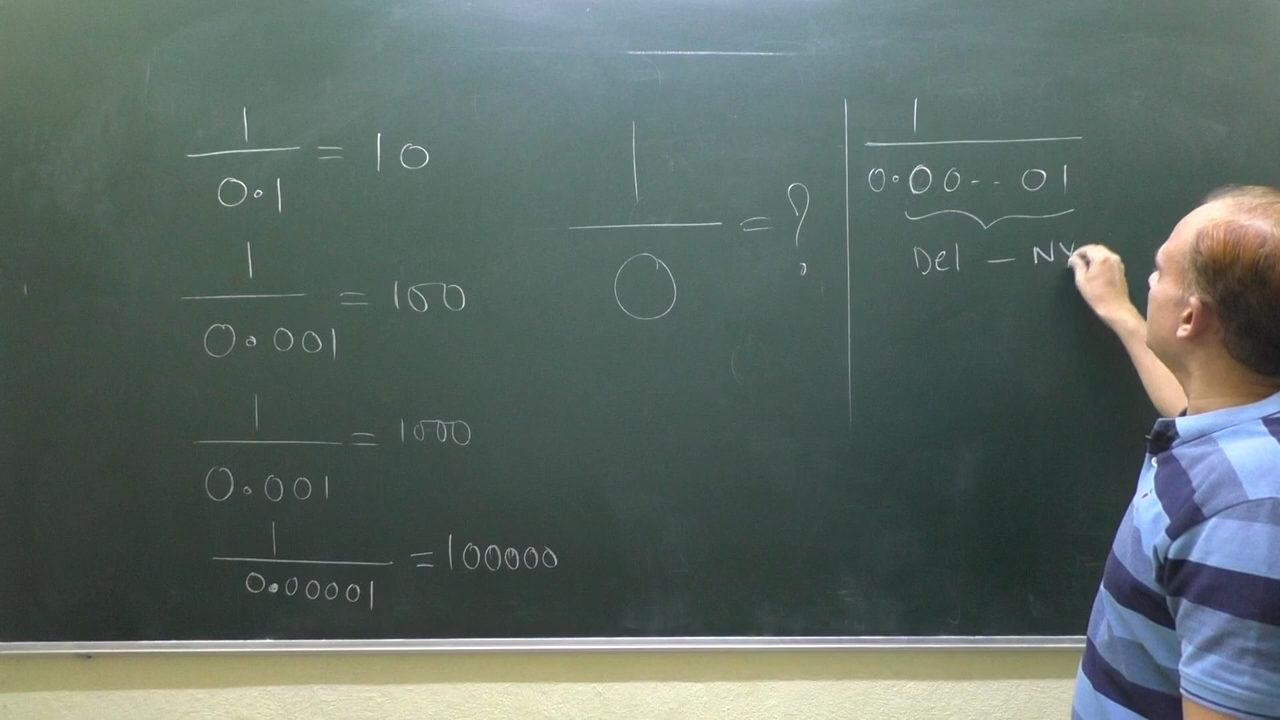 1
0.1 = 10
1
0.001 = 100
1
0.001 = 1000
1
0.00001 = 100000
1
0 = ?
1
0.00-- 01
Del — NY